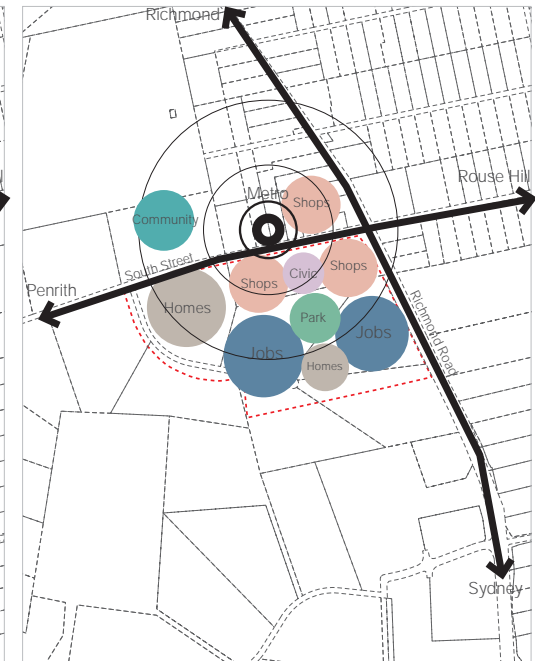 Richmond
Rouse Hill
Metro
Shops
Community
South Street
Penrith
Shops
Civic
Shops
Homes
Park
Jobs
Jobs
Homes
Richmond Road
Sydney